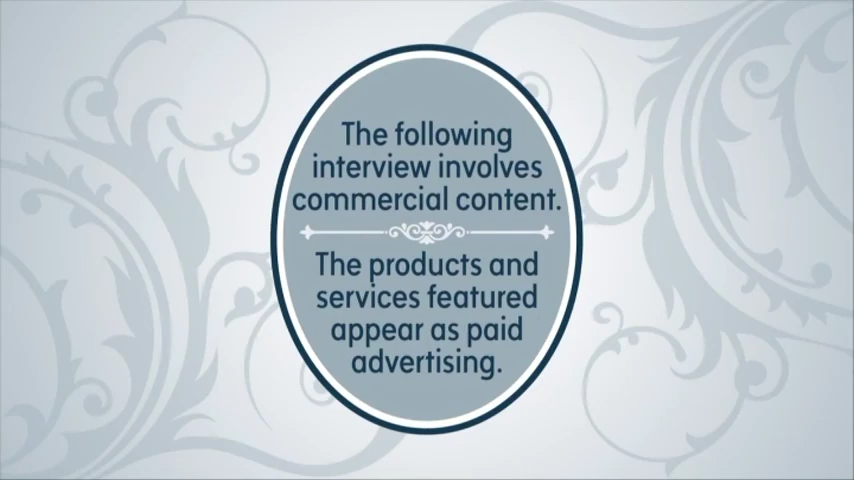 The following
interview involves
commercial content.
The products and
services featured
appear as paid
advertising.